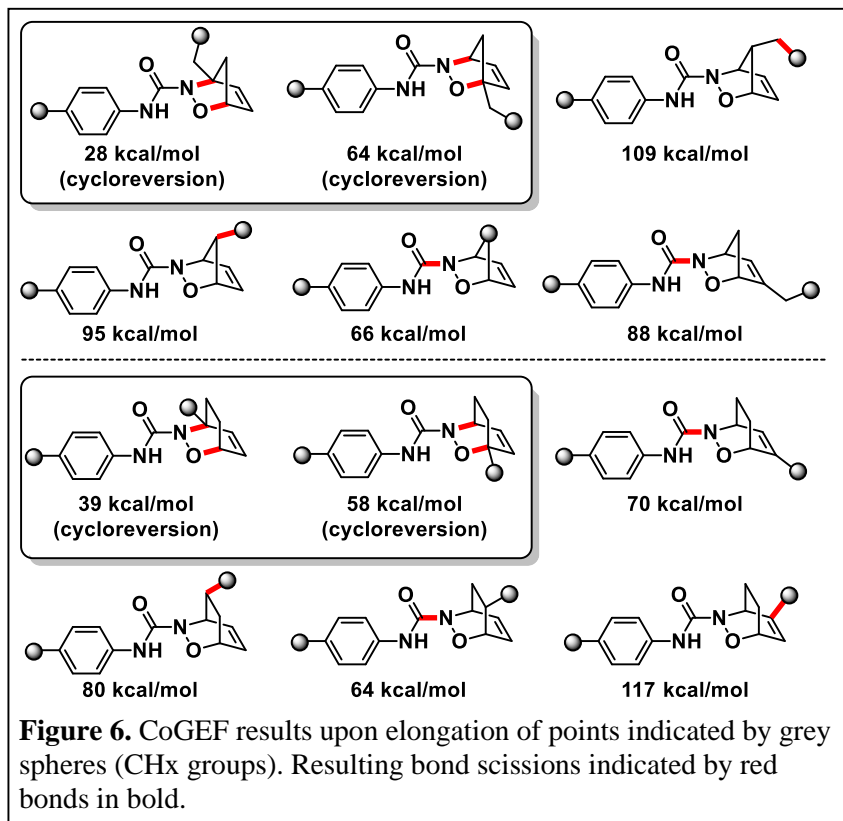 O
N
O
NH
28 kcal/mol
(cycloreversion)
O
N
O
NH
64 kcal/mol
(cycloreversion)
O
N
O
NH
109 kcal/mol
O
N
O
NH
95 kcal/mol
O
N
O
NH
66 kcal/mol
O
N
O
NH
88 kcal/mol
O
N
O
NH
39 kcal/mol
(cycloreversion)
O
N
O
NH
58 kcal/mol
(cycloreversion)
O
N
O
NH
70 kcal/mol
O
N
O
NH
80 kcal/mol
O
N
O
NH
64 kcal/mol
O
N
O
NH
117 kcal/mol
Figure 6. CoGEF results upon elongation of points indicated by grey
spheres (CHx groups). Resulting bond scissions indicated by red
bonds in bold.